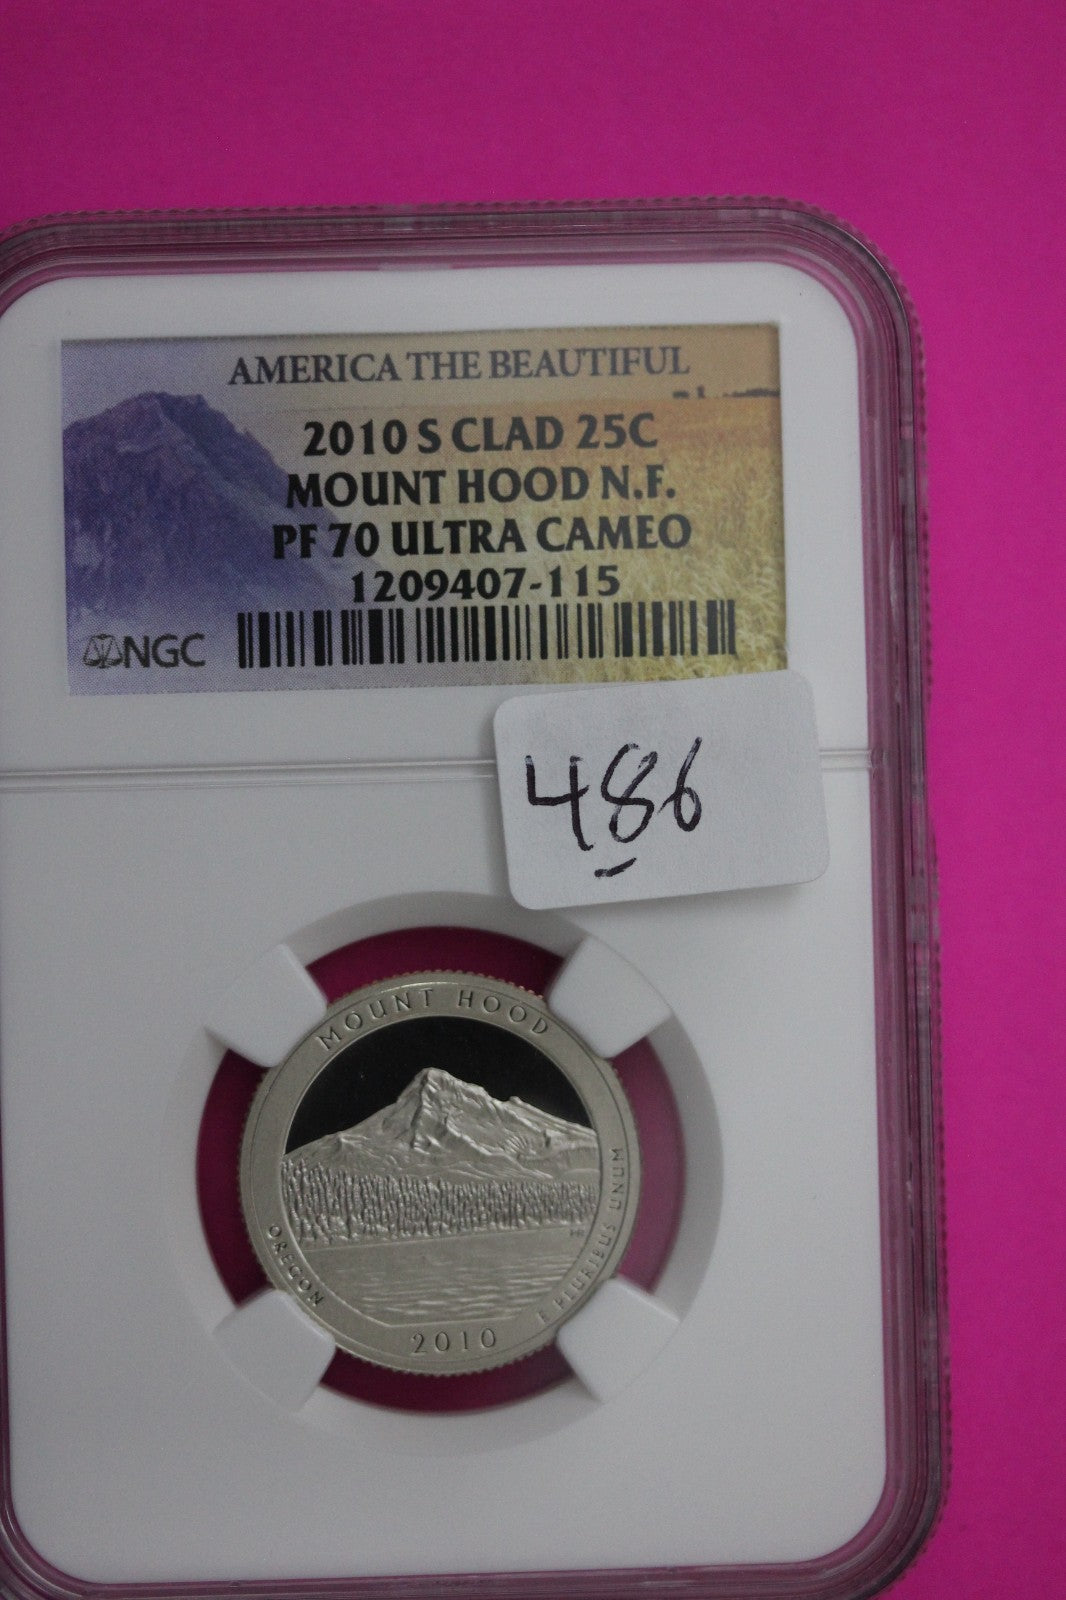 AMERICA THE BEAUTIFUL
2010 S CLAD 25C
MOUNT HOOD N.F.
PF 70 ULTRA CAMEO
1209407-115
NGC
486
MOUNT HOOD
OREGON
E PLURIBUS UNUM
2010